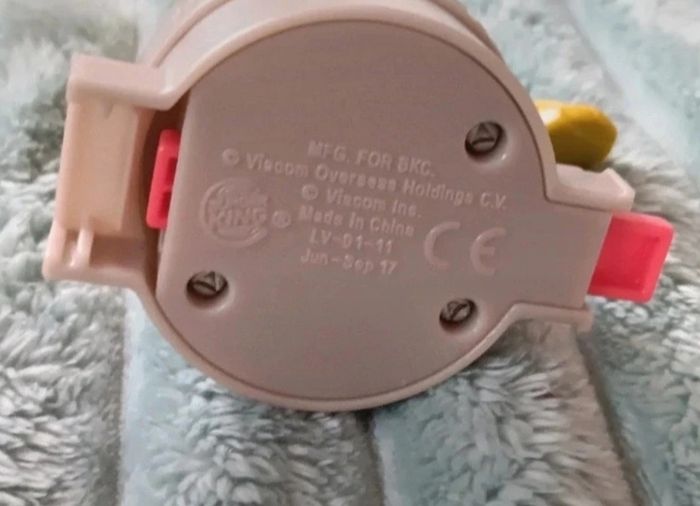 MFG. FOR BKC.
© Viacom Overseas Holdings C.V.
© Viacom Inc.
Made in China
LV-01-11
Jun-Sep 17
BURGER
KING ®
CE